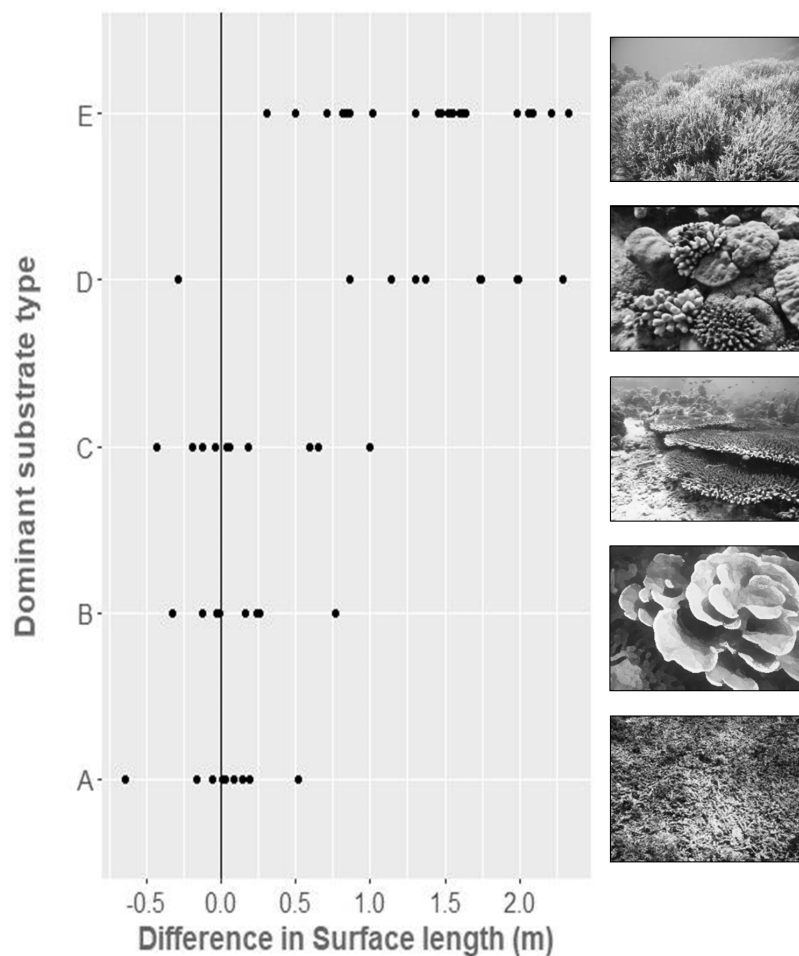 Dominant substrate type
E
D
C
B
A
-0.5 0.0 0.5 1.0 1.5 2.0
Difference in Surface length (m)